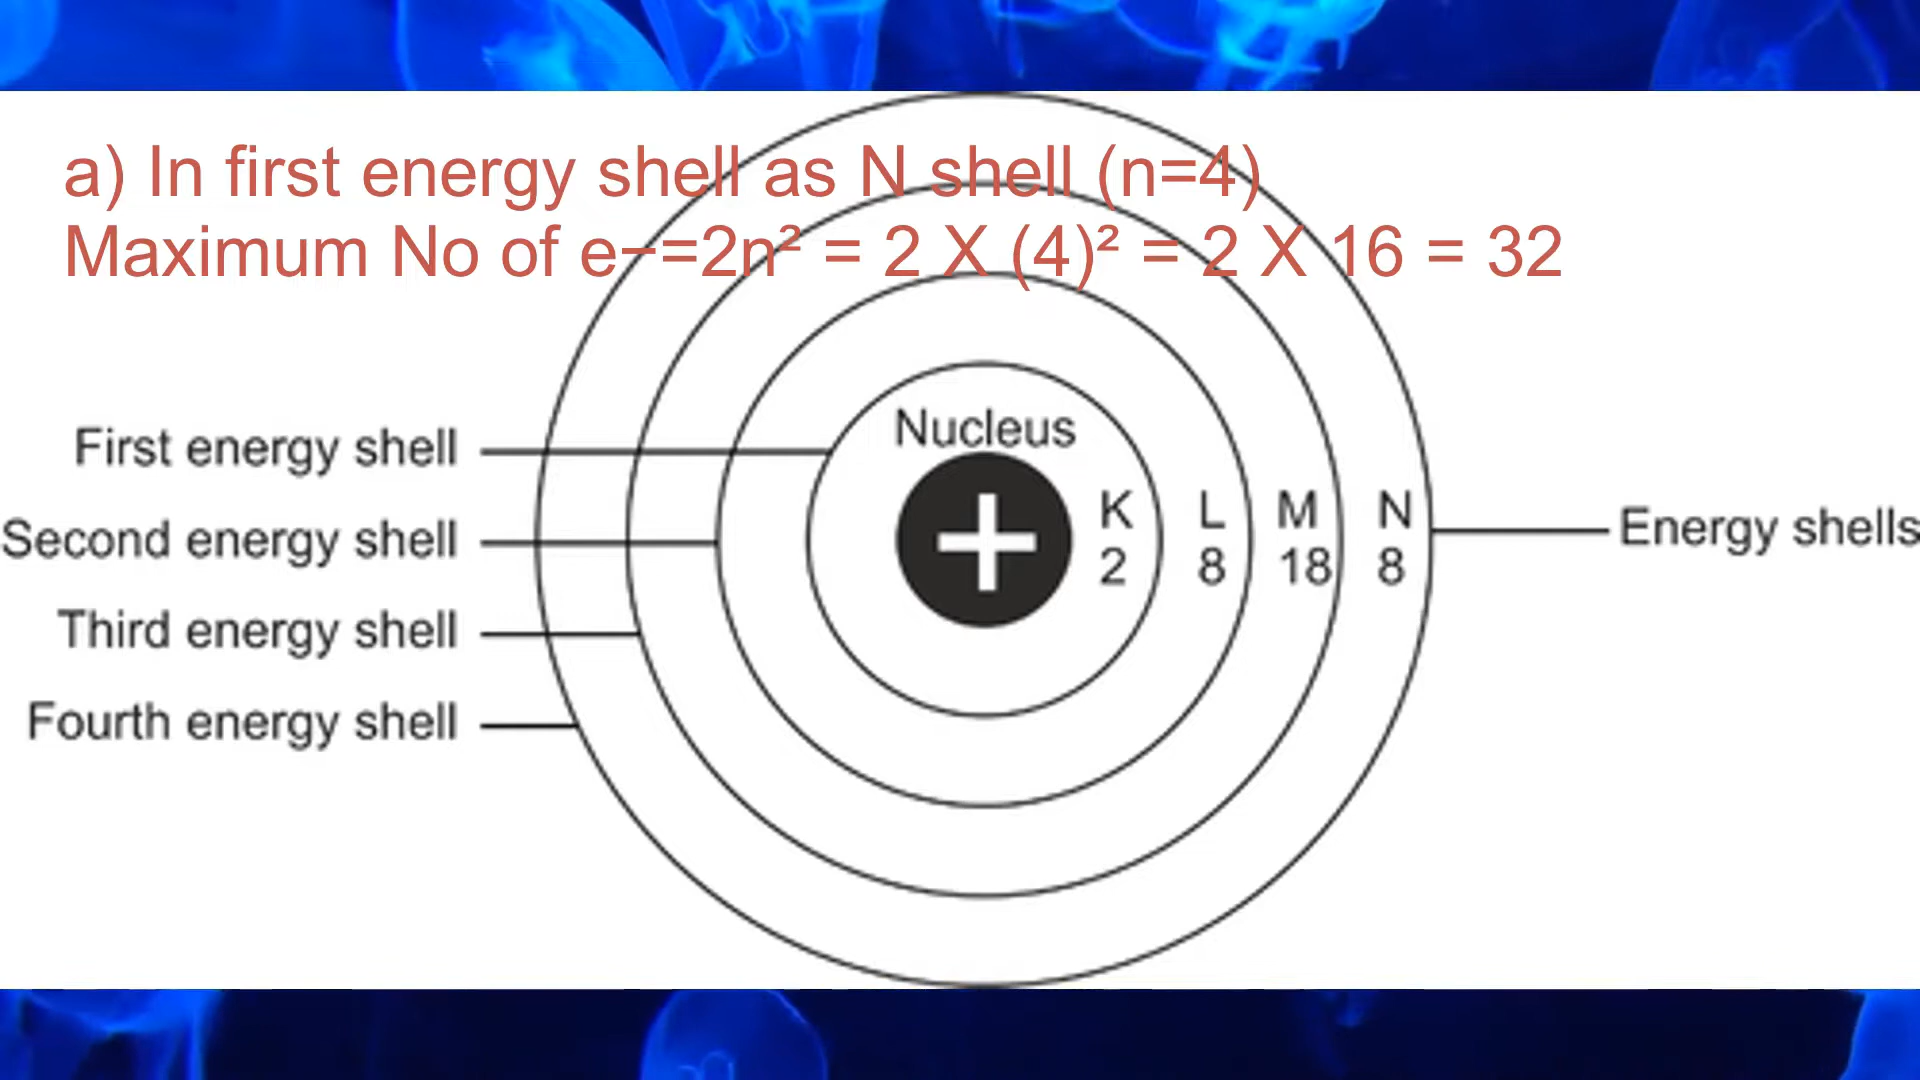 a) In first energy shell as N shell (n=4)
Maximum No of e−=2n² = 2 X (4)² = 2 X 16 = 32
Nucleus
First energy shell
K L M N
Energy shells
Second energy shell
2 8 18 8
Third energy shell
Fourth energy shell